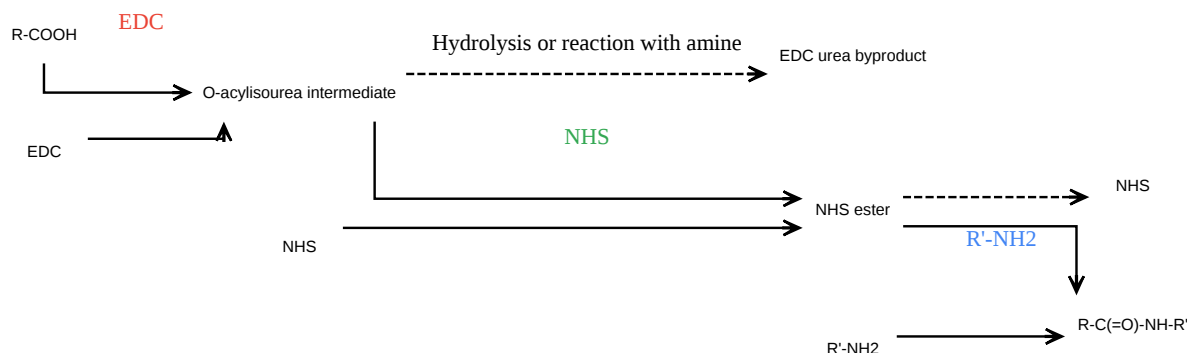 EDC
R-COOH
Hydrolysis or reaction with amine
EDC urea byproduct
O-acylisourea intermediate
NHS
EDC
NHS
NHS ester
R'-NH2
NHS
R-C(=O)-NH-R'
R'-NH2